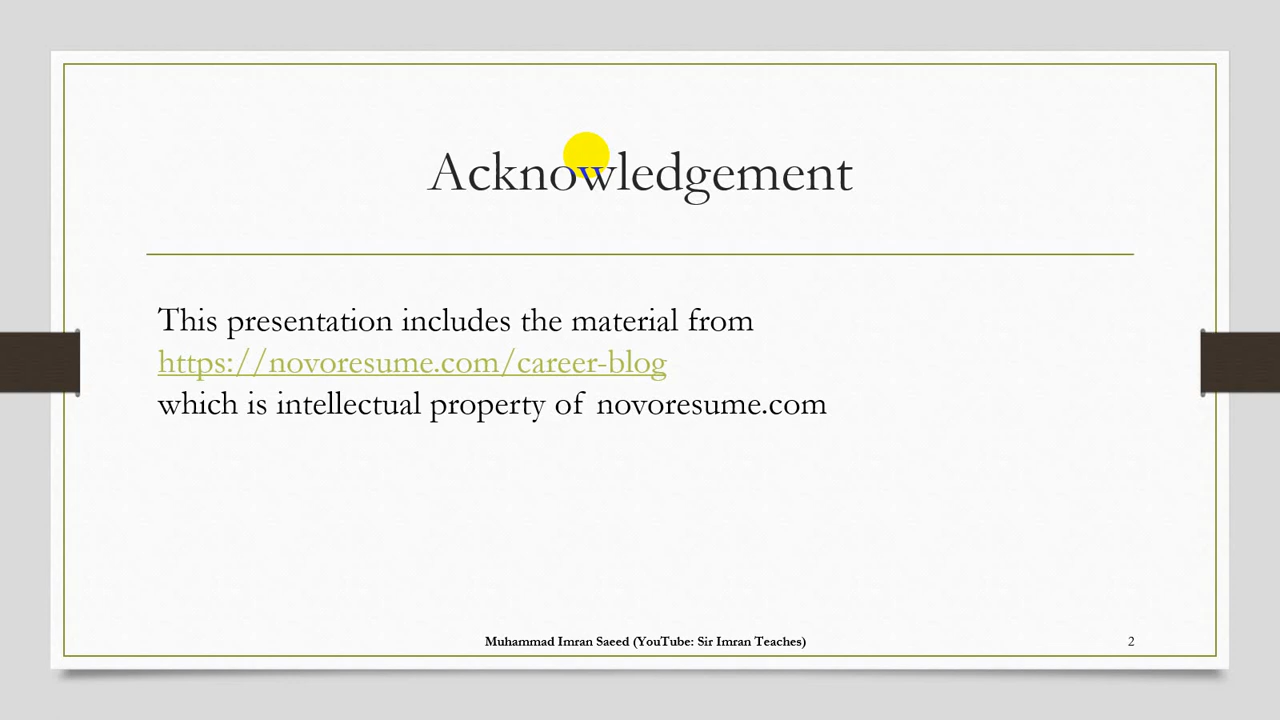 Acknowledgement
This presentation includes the material from
https://novoresume.com/career-blog
which is intellectual property of novoresume.com
Muhammad Imran Saeed (YouTube: Sir Imran Teaches)
2